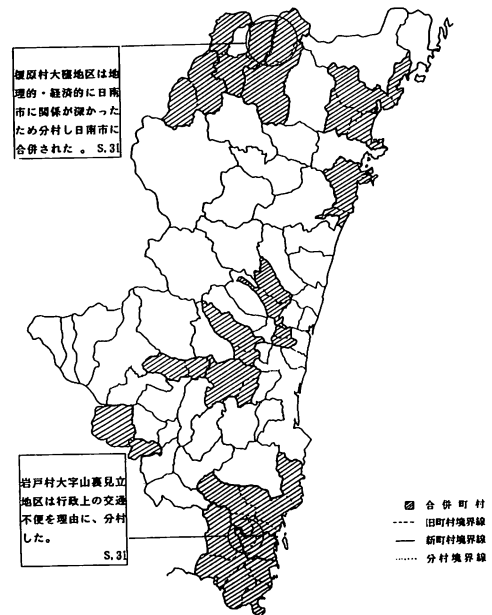 榎原村大窪地区は地
理的・経済的に日南
市に関係が深かった
ため分村し日南市に
合併された。 S.31
岩戸村大字山裏見立
地区は行政上の交通
不便を理由に、分村
した。
S.31
合併町村
旧町村境界線
新町村境界線
分村境界線